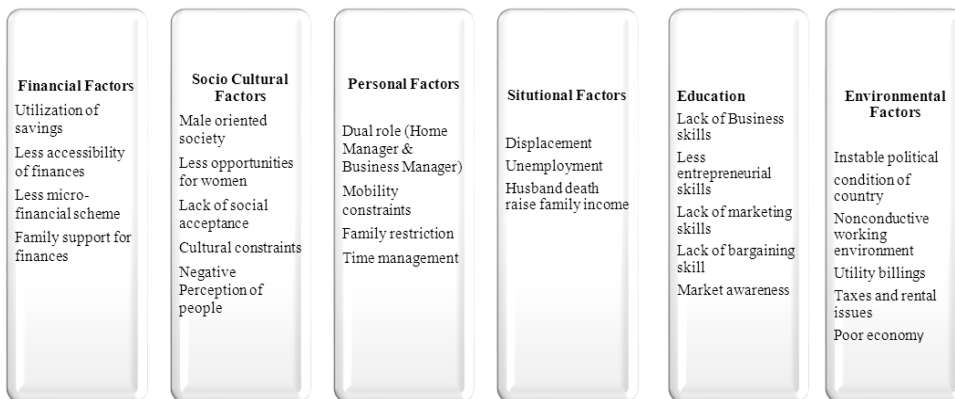 Financial Factors
Utilization of
savings
Less accessibility
of finances
Less micro-
financial scheme
Family support for
finances
Socio Cultural
Factors
Male oriented
society
Less opportunities
for women
Lack of social
acceptance
Cultural constraints
Negative
Perception of
people
Personal Factors
Dual role (Home
Manager &
Business Manager)
Mobility
constraints
Family restriction
Time management
Situtional Factors
Displacement
Unemployment
Husband death
raise family income
Education
Lack of Business
skills
Less
entrepreneurial
skills
Lack of marketing
skills
Lack of bargaining
skill
Market awareness
Environmental
Factors
Instable political
condition of
country
Nonconductive
working
environment
Utility billings
Taxes and rental
issues
Poor economy